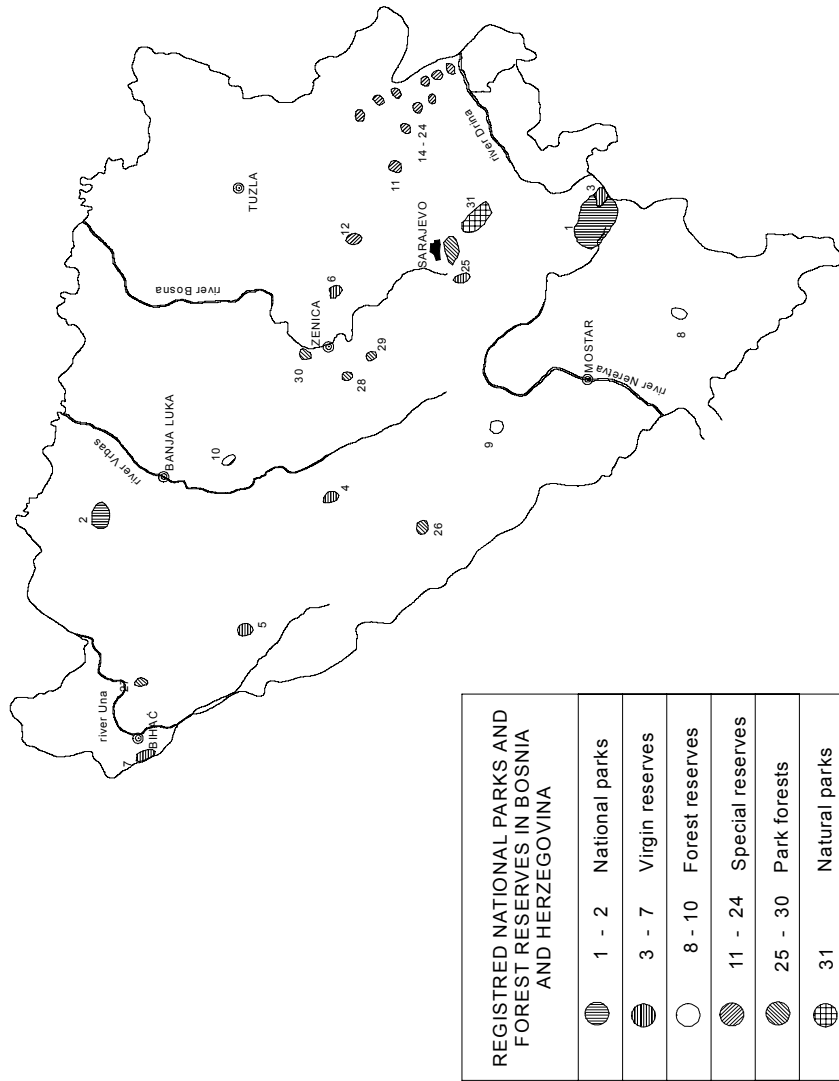 river Una
27
7
BIHAĆ
2
river Vrbas
BANJA LUKA
river Bosna
10
TUZLA
5
30
ZENICA
6
4
12
28
29
11
14 - 24
SARAJEVO
26
25
31
9
river Drina
1
3
MOSTAR
river Neretva
8
REGISTRED NATIONAL PARKS AND
FOREST RESERVES IN BOSNIA
AND HERZEGOVINA
1 - 2 National parks
3 - 7 Virgin reserves
8 - 10 Forest reserves
11 - 24 Special reserves
25 - 30 Park forests
31 Natural parks